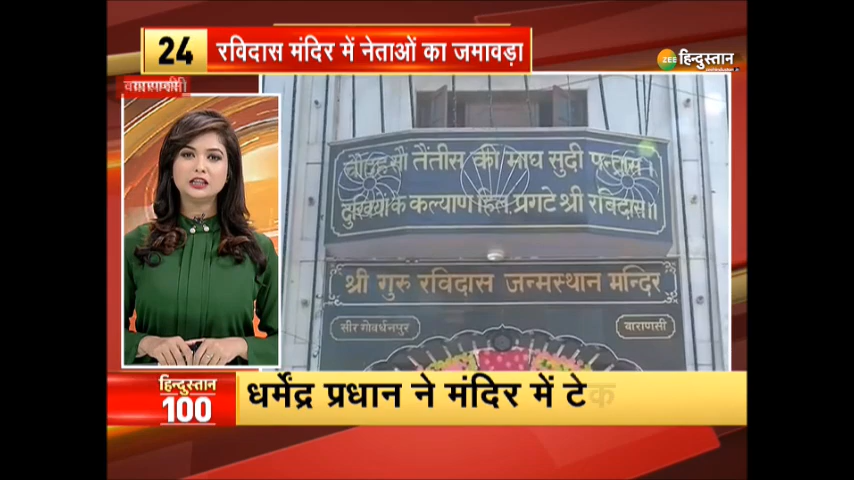 24
रविदास मंदिर में नेताओं का जमावड़ा
ZEE हिन्दुस्तान
चौदह सौ तैंतीस की माघ सुदी पन्दरास।
दुखियों के कल्याण हित प्रगटे श्री रविदास॥
श्री गुरु रविदास जन्मस्थान मन्दिर
सीर गोवर्धनपुर
वाराणसी
हिन्दुस्तान
100
धर्मेंद्र प्रधान ने मंदिर में टेक